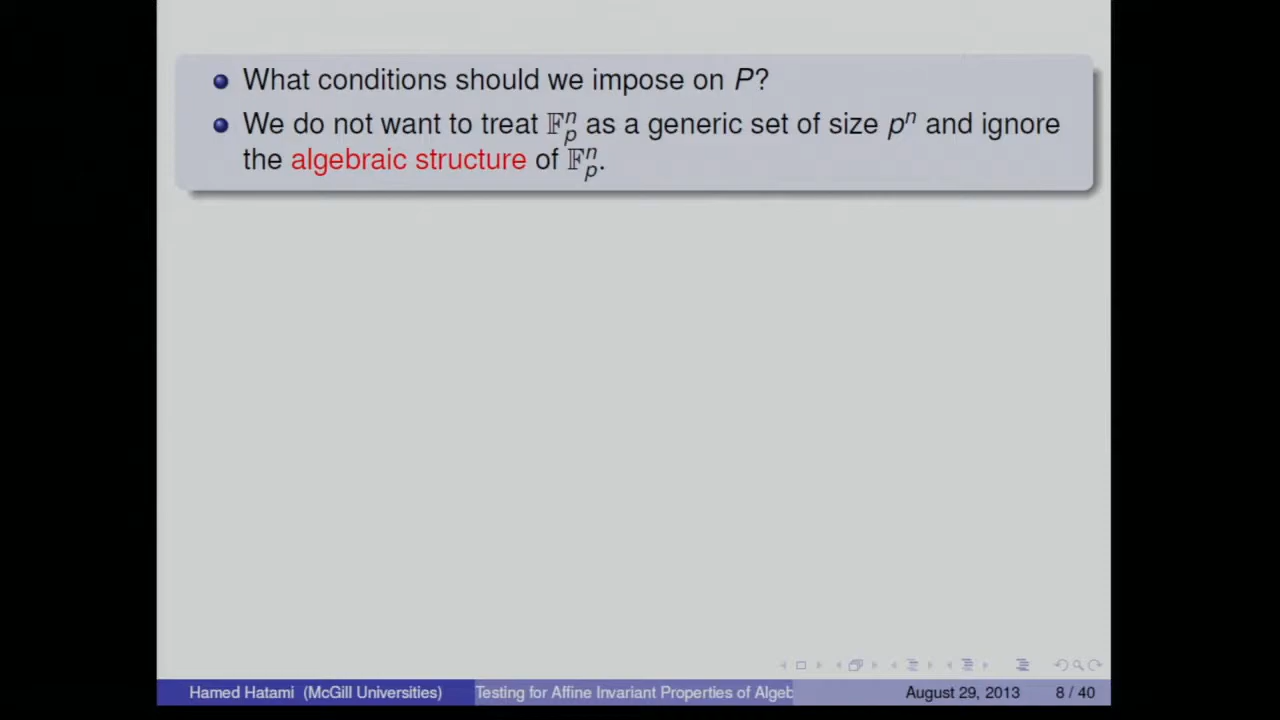 What conditions should we impose on P?
We do not want to treat 𝔽ₚⁿ as a generic set of size pⁿ and ignore
the algebraic structure of 𝔽ₚⁿ.
Hamed Hatami (McGill Universities) Testing for Affine Invariant Properties of Algeb August 29, 2013 8 / 40